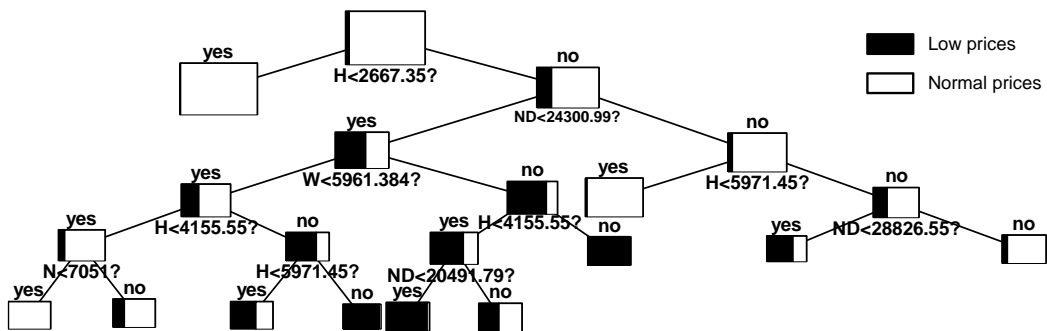 yes
H<2667.35?
no
Low prices
Normal prices
yes
ND<24300.99?
no
yes
W<5961.384?
no
yes
H<5971.45?
no
yes
H<4155.55?
no
yes
H<4155.55?
no
yes
ND<28826.55?
no
N<7051?
H<5971.45?
ND<20491.79?
yes
no
yes
no
yes
no